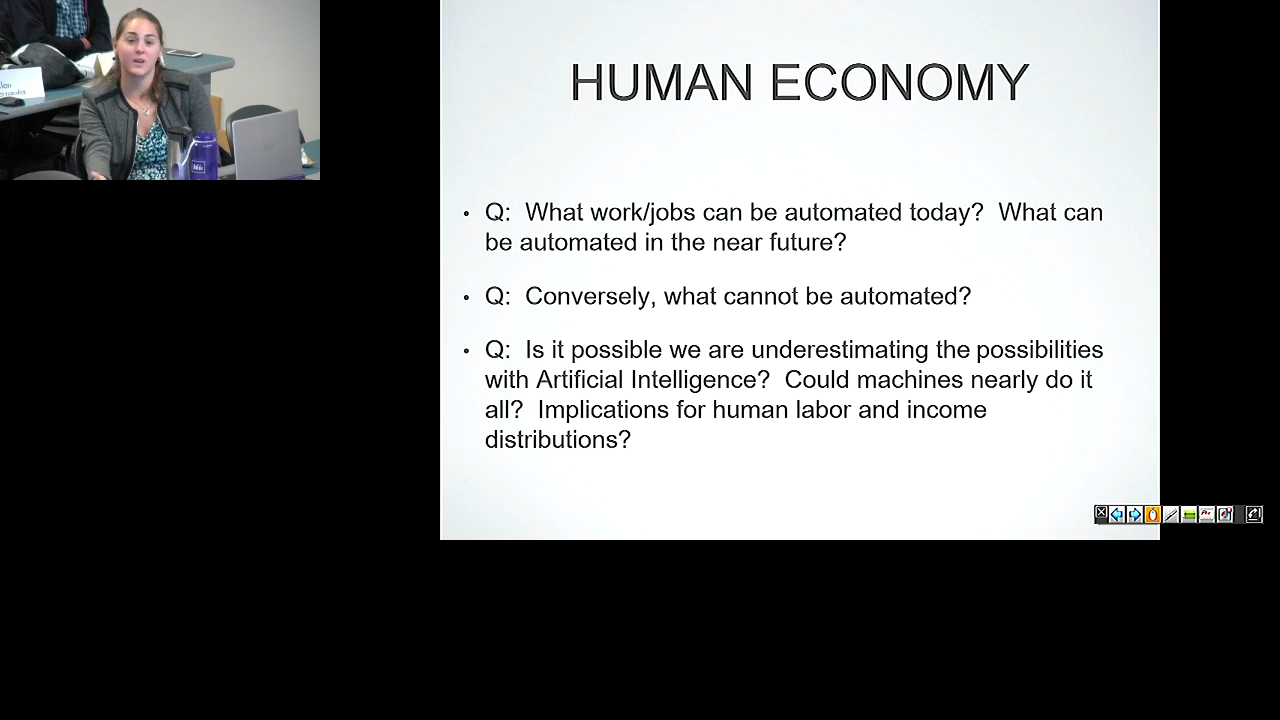 HUMAN ECONOMY
• Q:  What work/jobs can be automated today?  What can
be automated in the near future?
• Q:  Conversely, what cannot be automated?
• Q:  Is it possible we are underestimating the possibilities
with Artificial Intelligence?  Could machines nearly do it
all?  Implications for human labor and income
distributions?